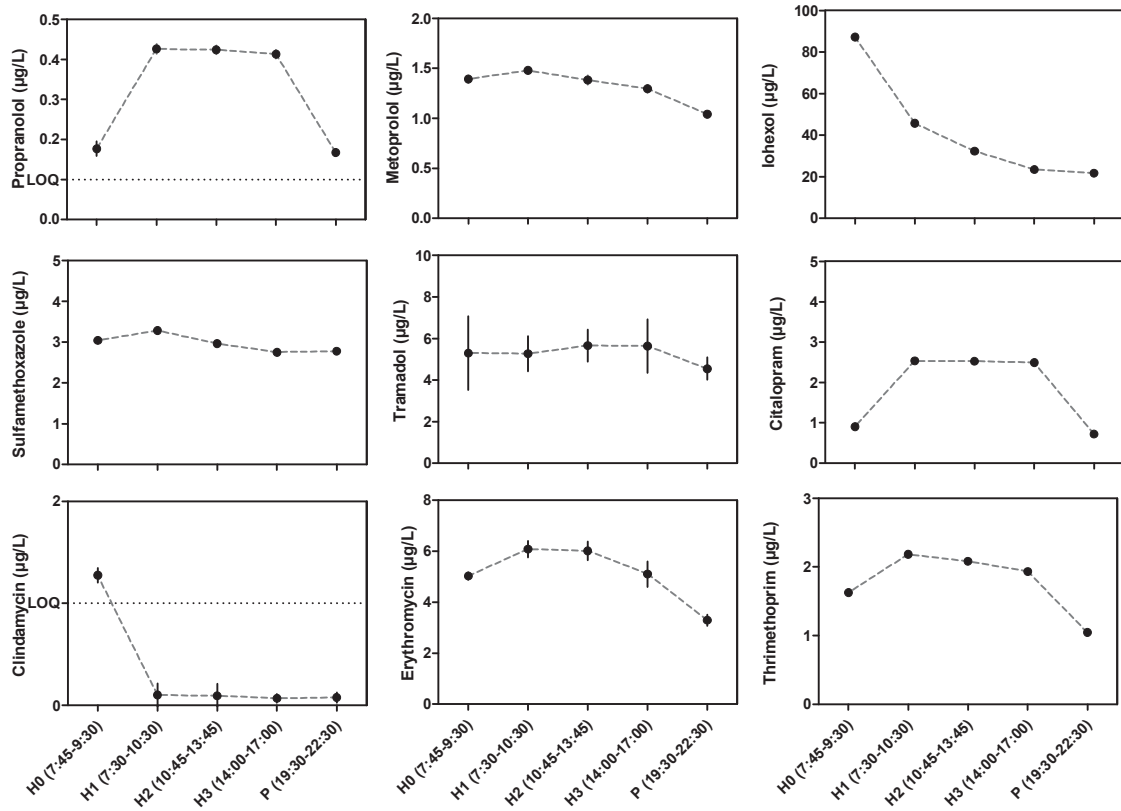 Propranolol (µg/L)
0.5
0.4
0.3
0.2
LOQ
0.0
Metoprolol (µg/L)
2.0
1.5
1.0
0.5
0.0
Iohexol (µg/L)
100
80
60
40
20
0
Sulfamethoxazole (µg/L)
5
4
3
2
1
0
Tramadol (µg/L)
10
8
6
4
2
0
Citalopram (µg/L)
5
4
3
2
1
0
Clindamycin (µg/L)
2
LOQ
0
Erythromycin (µg/L)
8
6
4
2
0
Thrimethoprim (µg/L)
3
2
1
0
H0 (7:45-9:30)
H1 (7:30-10:30)
H2 (10:45-13:45)
H3 (14:00-17:00)
P (19:30-22:30)
H0 (7:45-9:30)
H1 (7:30-10:30)
H2 (10:45-13:45)
H3 (14:00-17:00)
P (19:30-22:30)
H0 (7:45-9:30)
H1 (7:30-10:30)
H2 (10:45-13:45)
H3 (14:00-17:00)
P (19:30-22:30)